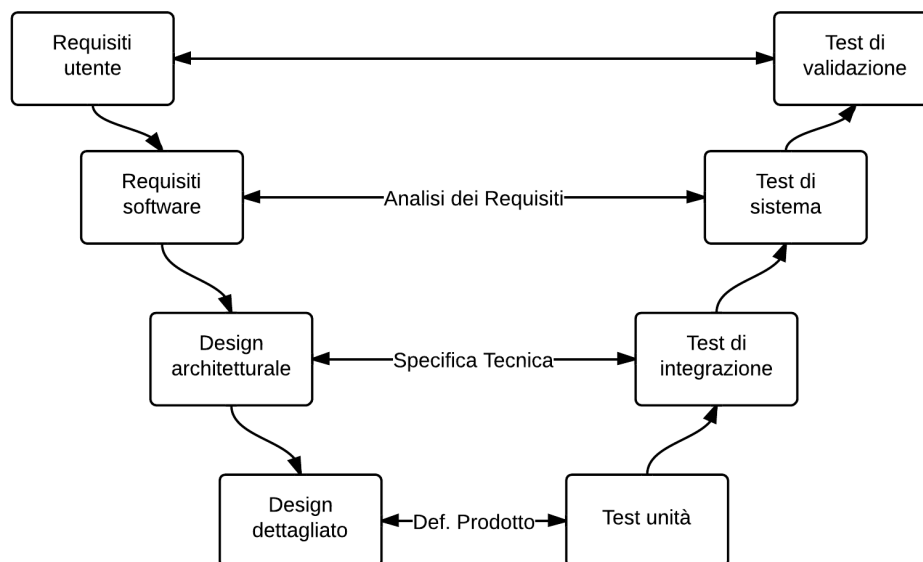 Requisiti
utente
Test di
validazione
Requisiti
software
Analisi dei Requisiti
Test di
sistema
Design
architetturale
Specifica Tecnica
Test di
integrazione
Design
dettagliato
Def. Prodotto
Test unità